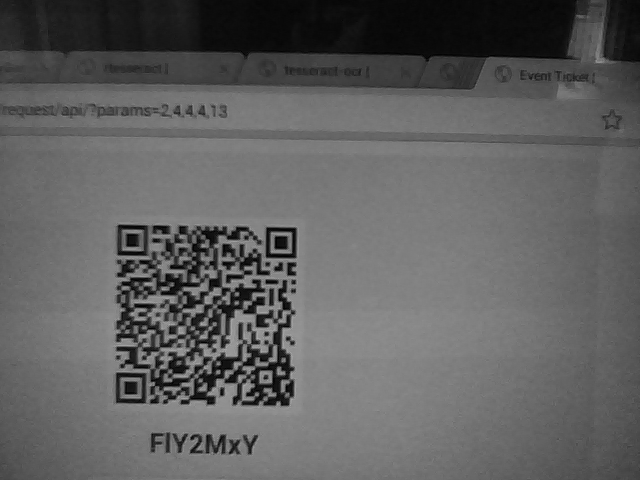 tesseract |
tesseract-ocr |
Event Ticket |
/request/api/?params=2,4,4,4,13
FlY2MxY